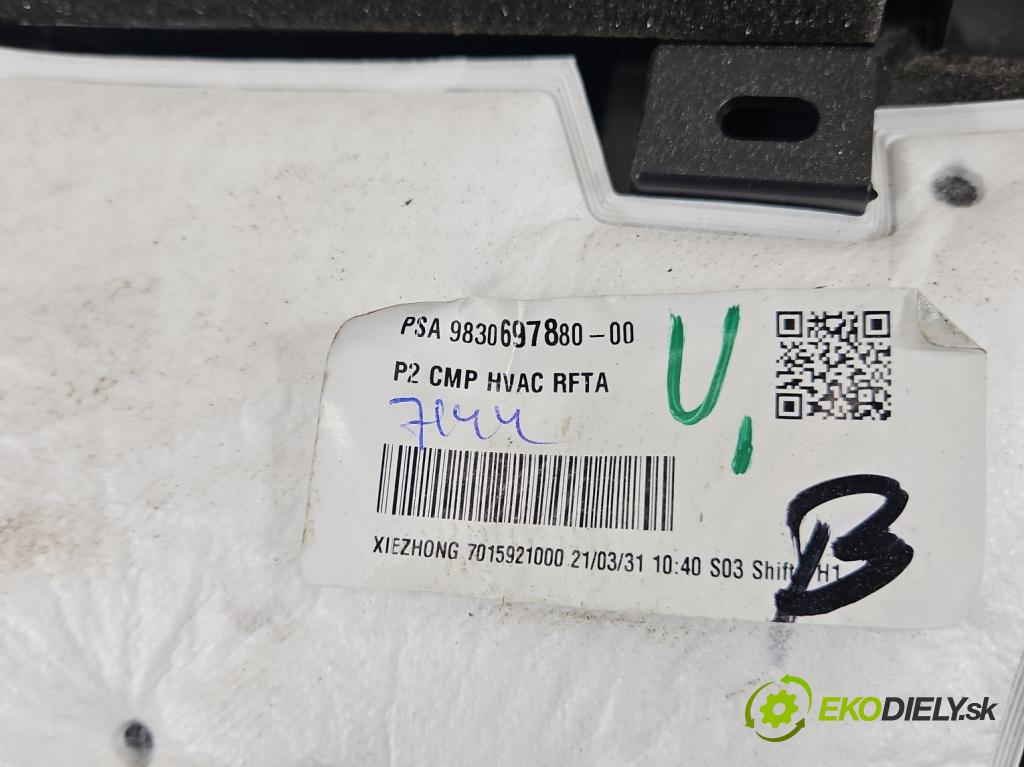 PSA 9830697880-00
P2 CMP HVAC RFTA
7144
U,
B
XIEZHONG 7015921000 21/03/31 10:40 S03 Shift H1
EKODIELY.sk